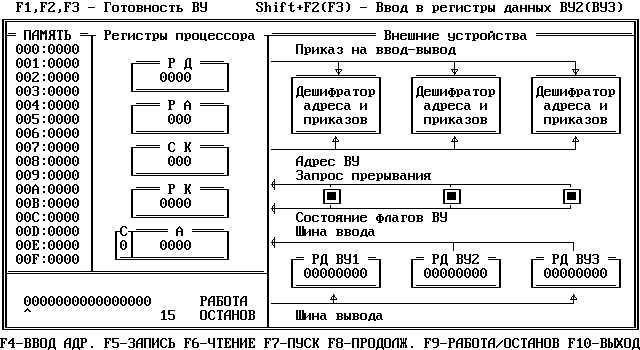 F1,F2,F3 - Готовность ВУ Shift+F2(F3) - Ввод в регистры данных ВУ2(ВУ3)
ПАМЯТЬ
000:0000
001:0000
002:0000
003:0000
004:0000
005:0000
006:0000
007:0000
008:0000
009:0000
00A:0000
00B:0000
00C:0000
00D:0000
00E:0000
00F:0000
Регистры процессора
Р Д
0000
Р А
000
С К
000
Р К
0000
С А
0 0000
Внешние устройства
Приказ на ввод-вывод
Дешифратор Дешифратор Дешифратор
адреса и адреса и адреса и
приказов приказов приказов
Адрес ВУ
Запрос прерывания
Состояние флагов ВУ
Шина ввода
РД ВУ1 РД ВУ2 РД ВУ3
00000000 00000000 00000000
Шина вывода
0000000000000000 РАБОТА
^ 15 ОСТАНОВ
F4-ВВОД АДР. F5-ЗАПИСЬ F6-ЧТЕНИЕ F7-ПУСК F8-ПРОДОЛЖ. F9-РАБОТА/ОСТАНОВ F10-ВЫХОД